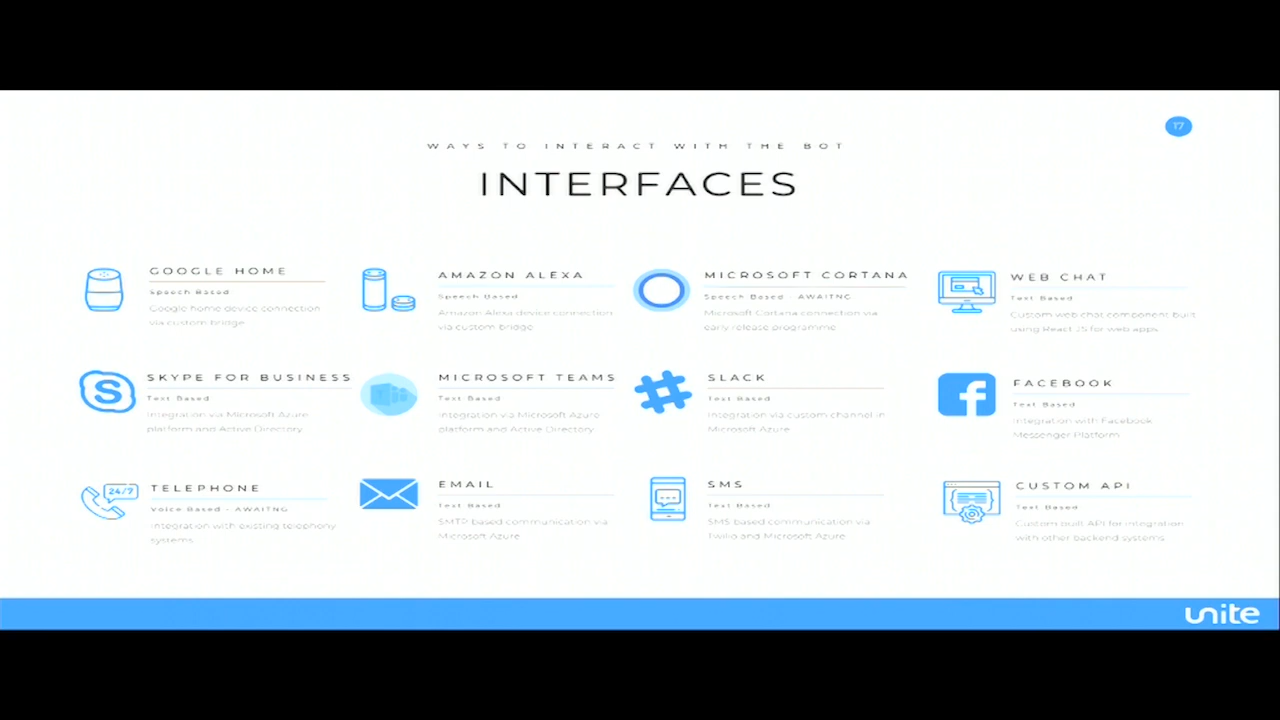 17
WAYS TO INTERACT WITH THE BOT
INTERFACES
GOOGLE HOME
Speech Based
Google home device connection
via custom bridge
AMAZON ALEXA
Speech Based
Amazon Alexa device connection
via custom bridge
MICROSOFT CORTANA
Speech Based - AWAITNG
Microsoft Cortana connection via
early release programme
WEB CHAT
Text Based
Custom web chat component built
using React JS for web apps
SKYPE FOR BUSINESS
Text Based
Integration via Microsoft Azure
platform and Active Directory
MICROSOFT TEAMS
Text Based
Integration via Microsoft Azure
platform and Active Directory
SLACK
Text Based
Integration via custom channel in
Microsoft Azure
FACEBOOK
Text Based
Integration with Facebook
Messenger Platform
24/7
TELEPHONE
Voice Based - AWAITNG
Integration with existing telephony
systems
EMAIL
Text Based
SMTP based communication via
Microsoft Azure
SMS
Text Based
SMS based communication via
Twilio and Microsoft Azure
CUSTOM API
Text Based
Custom built API for integration
with other backend systems
unite